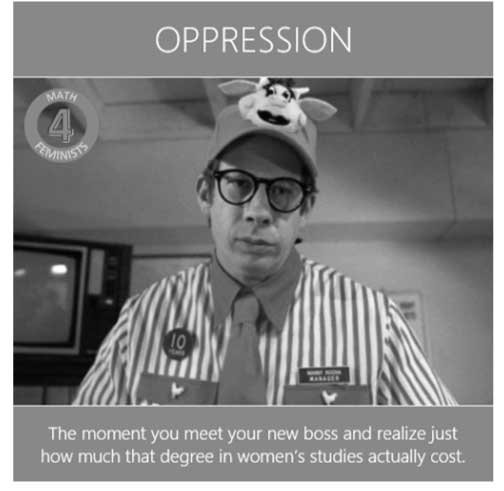 OPPRESSION
MATH
4
FEMINISTS
10
YEARS
MANAGER
The moment you meet your new boss and realize just
how much that degree in women's studies actually cost.